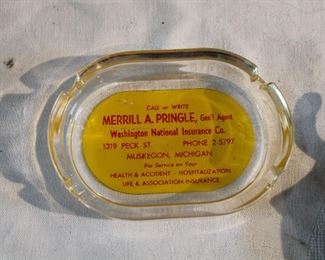 CALL or WRITE
MERRILL A. PRINGLE, Gen'l Agent
Washington National Insurance Co.
1319 PECK ST. PHONE 2-5797
MUSKEGON, MICHIGAN
For Service on Your
HEALTH & ACCIDENT - HOSPITALIZATION
LIFE & ASSOCIATION INSURANCE